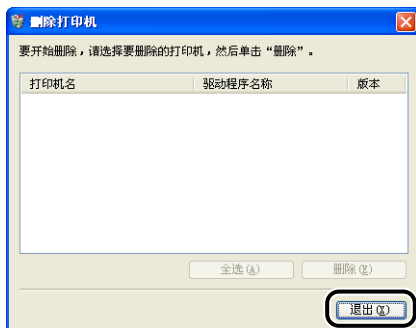 删除打印机
要开始删除，请选择要删除的打印机，然后单击“删除”。
打印机名 驱动程序名称 版本
全选(A) 删除(E)
退出(X)